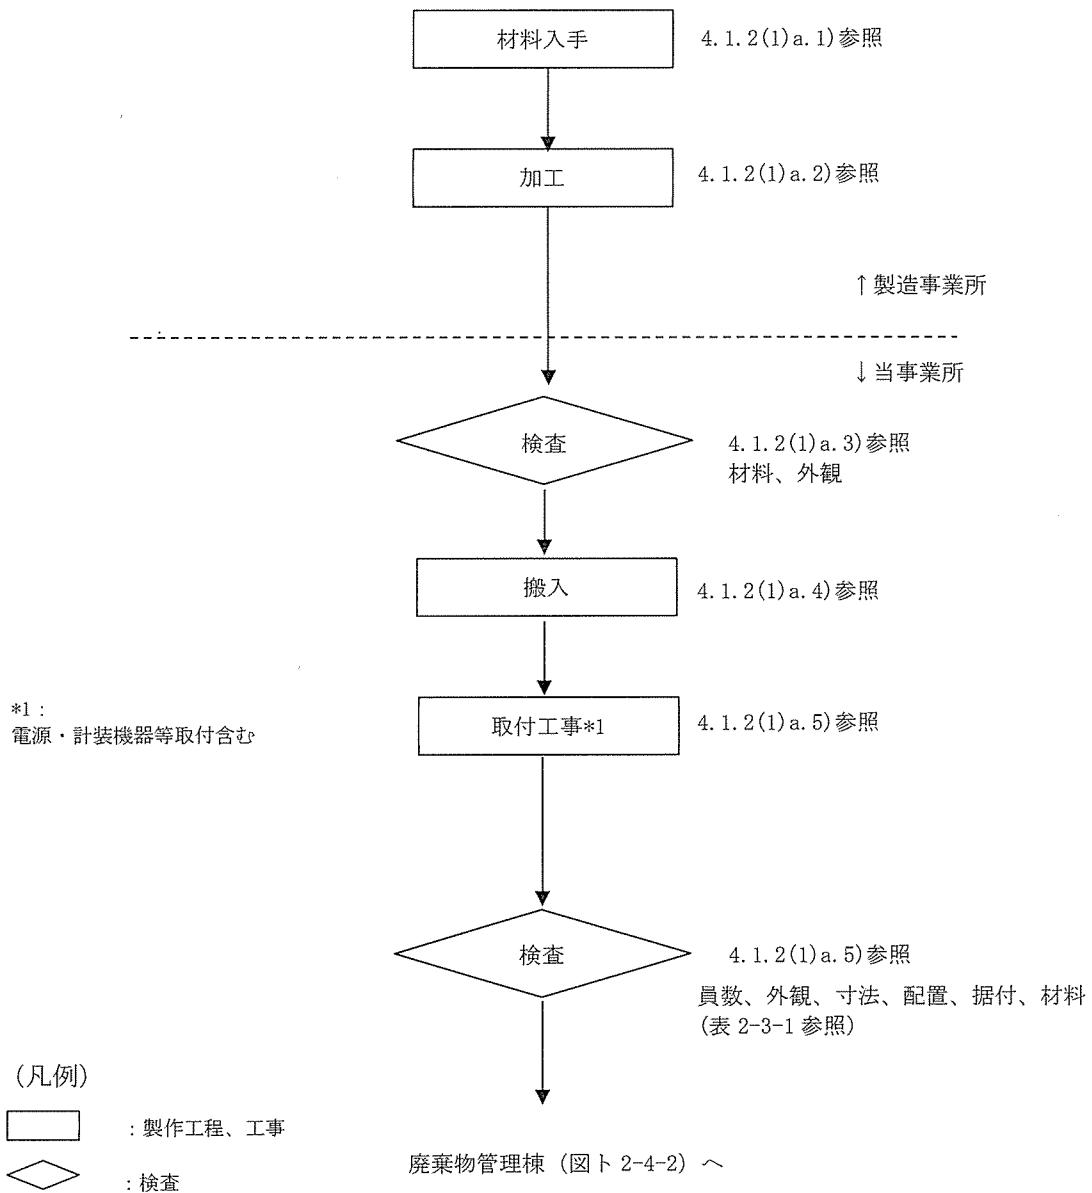 材料入手
4.1.2(1)a.1)参照
加工
4.1.2(1)a.2)参照
↑製造事業所
↓当事業所
検査
4.1.2(1)a.3)参照
材料、外観
搬入
4.1.2(1)a.4)参照
*1：
電源・計装機器等取付含む
取付工事*1
4.1.2(1)a.5)参照
検査
4.1.2(1)a.5)参照
員数、外観、寸法、配置、据付、材料
(表 2-3-1 参照)
(凡例)
：製作工程、工事
：検査
廃棄物管理棟（図ト 2-4-2）へ